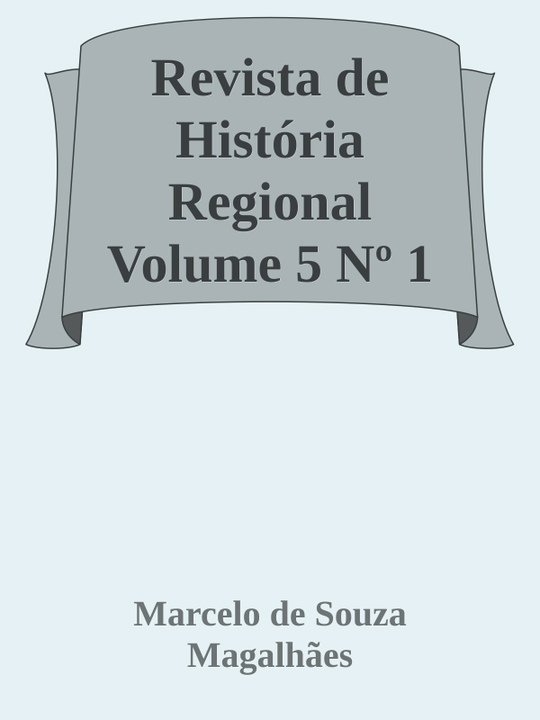 Revista de
História
Regional
Volume 5 Nº 1
Marcelo de Souza
Magalhães